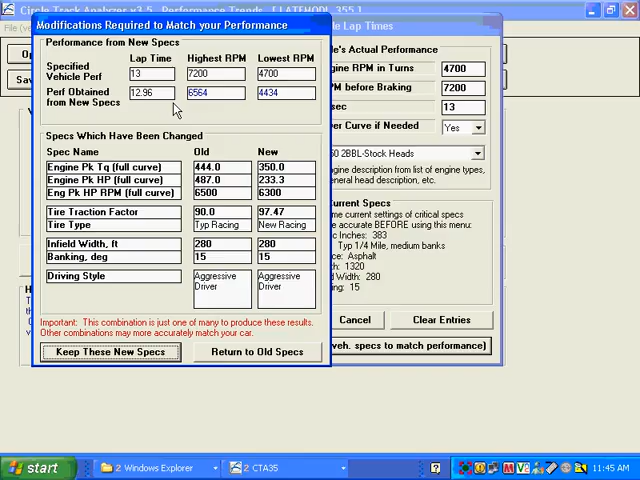 Circle Track Analyzer v3.5 - Performance Trends [LATEMODL 355]
Modifications Required to Match your Performance
Performance from New Specs
Lap Time Highest RPM Lowest RPM
Specified Vehicle Perf 13 7200 4700
Perf Obtained from New Specs 12.96 6564 4434
Specs Which Have Been Changed
Spec Name Old New
Engine Pk Tq (full curve) 444.0 350.0
Engine Pk HP (full curve) 487.0 233.3
Eng Pk HP RPM (full curve) 6500 6300
Tire Traction Factor 90.0 97.47
Tire Type Typ Racing New Racing
Infield Width, ft 280 280
Banking, deg 15 15
Driving Style Aggressive Driver Aggressive Driver
Important: This combination is just one of many to produce these results.
Other combinations may more accurately match your car.
Keep These New Specs Return to Old Specs
Lap Times
's Actual Performance
gine RPM in Turns 4700
PM before Braking 7200
sec 13
er Curve if Needed Yes
60 2BBL-Stock Heads
ngine description from list of engine types,
eneral head description, etc.
Current Specs
me current settings of critical specs
e accurate BEFORE using this menu:
c Inches: 383
Typ 1/4 Mile, medium banks
ce: Asphalt
th: 1320
d Width: 280
ing: 15
Cancel Clear Entries
veh. specs to match performance)
start 2 Windows Explorer 2 CTA35 11:45 AM